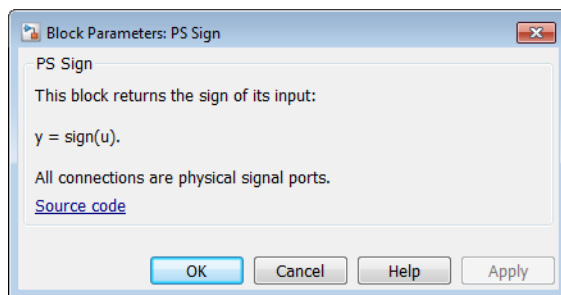 Block Parameters: PS Sign
PS Sign
This block returns the sign of its input:
y = sign(u).
All connections are physical signal ports.
Source code
OK Cancel Help Apply